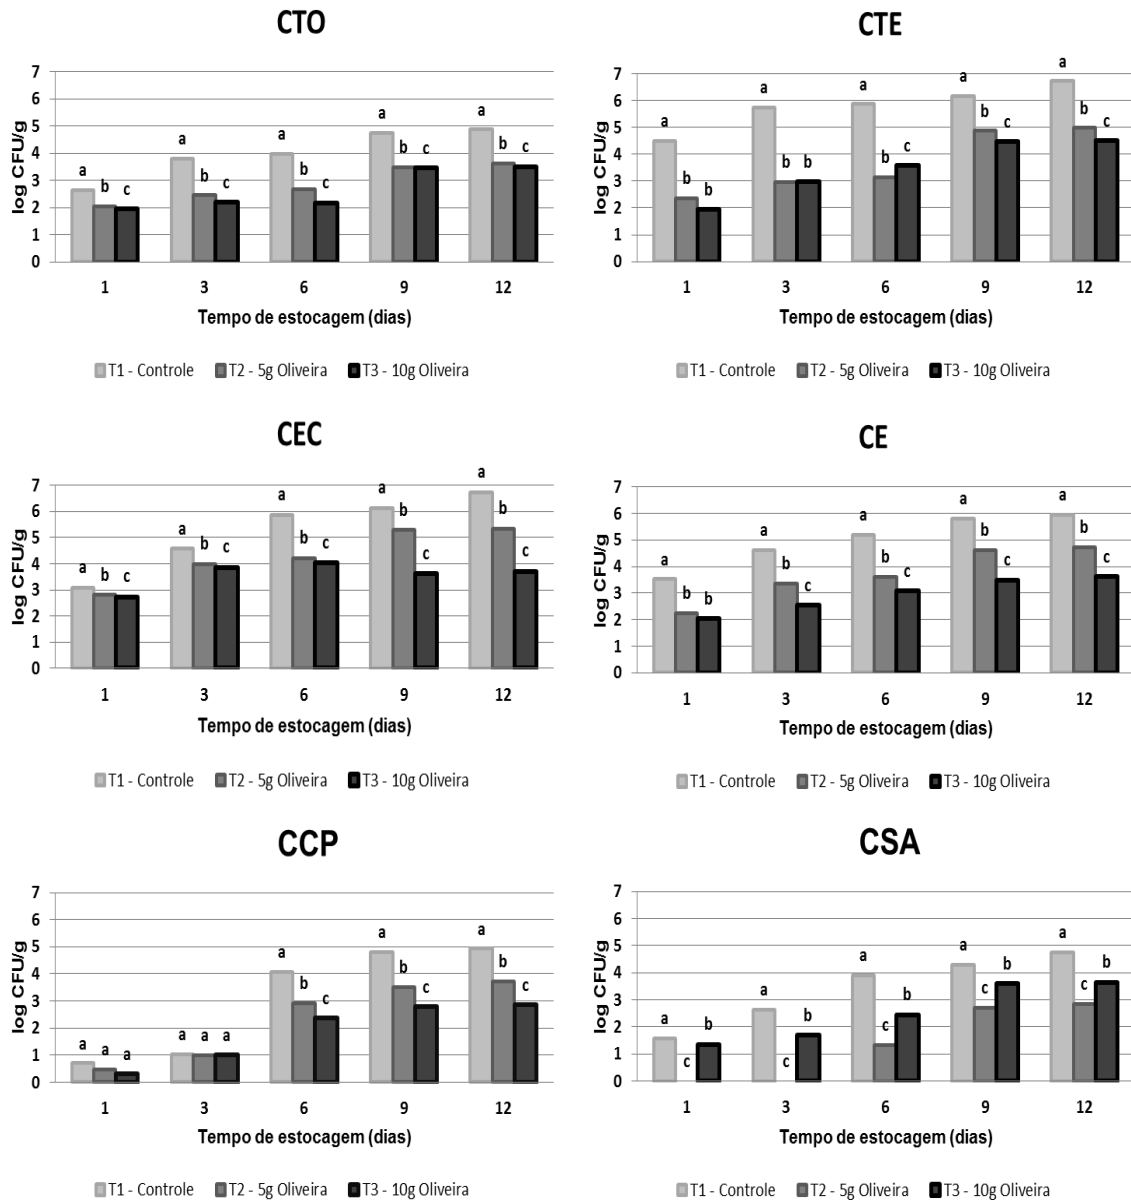 CTO
log CFU/g
7
6
5
4
3
2
1
0
a b c
a b c
a b c
a b c
a b c
1 3 6 9 12
Tempo de estocagem (dias)
T1 - Controle T2 - 5g Oliveira T3 - 10g Oliveira
CTE
log CFU/g
7
6
5
4
3
2
1
0
a b b
a b b
a b c
a b c
a b c
1 3 6 9 12
Tempo de estocagem (dias)
T1 - Controle T2 - 5g Oliveira T3 - 10g Oliveira
CEC
log CFU/g
7
6
5
4
3
2
1
0
a b c
a b c
a b c
a b c
a b c
1 3 6 9 12
Tempo de estocagem (dias)
T1 - Controle T2 - 5g Oliveira T3 - 10g Oliveira
CE
log CFU/g
7
6
5
4
3
2
1
0
a b b
a b c
a b c
a b c
a b c
1 3 6 9 12
Tempo de estocagem (dias)
T1 - Controle T2 - 5g Oliveira T3 - 10g Oliveira
CCP
log CFU/g
7
6
5
4
3
2
1
0
a a a
a a a
a b c
a b c
a b c
1 3 6 9 12
Tempo de estocagem (dias)
T1 - Controle T2 - 5g Oliveira T3 - 10g Oliveira
CSA
log CFU/g
7
6
5
4
3
2
1
0
a c b
a c b
a c b
a c b
a c b
1 3 6 9 12
Tempo de estocagem (dias)
T1 - Controle T2 - 5g Oliveira T3 - 10g Oliveira